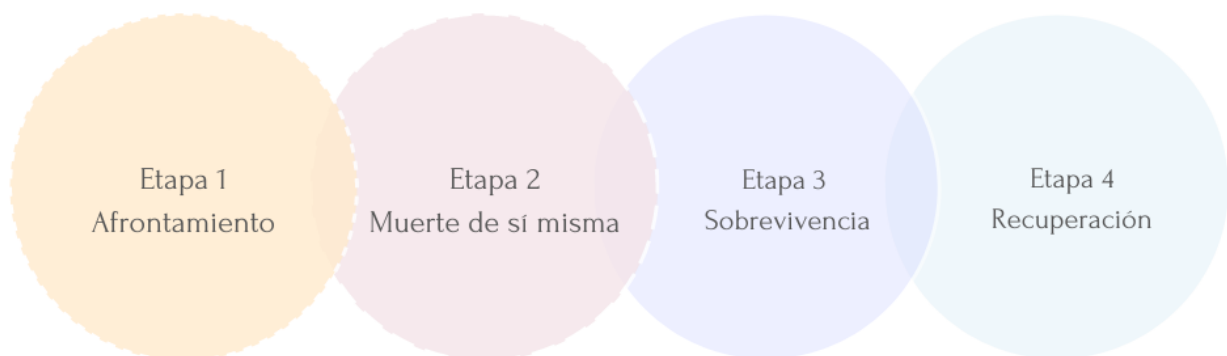 Etapa 1
Afrontamiento
Etapa 2
Muerte de sí misma
Etapa 3
Sobrevivencia
Etapa 4
Recuperación